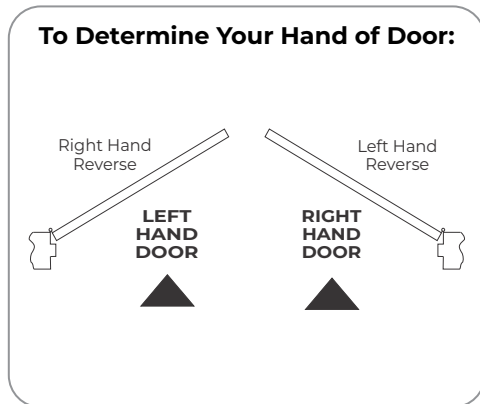 To Determine Your Hand of Door:
Right Hand
Reverse
Left Hand
Reverse
LEFT
HAND
DOOR
RIGHT
HAND
DOOR